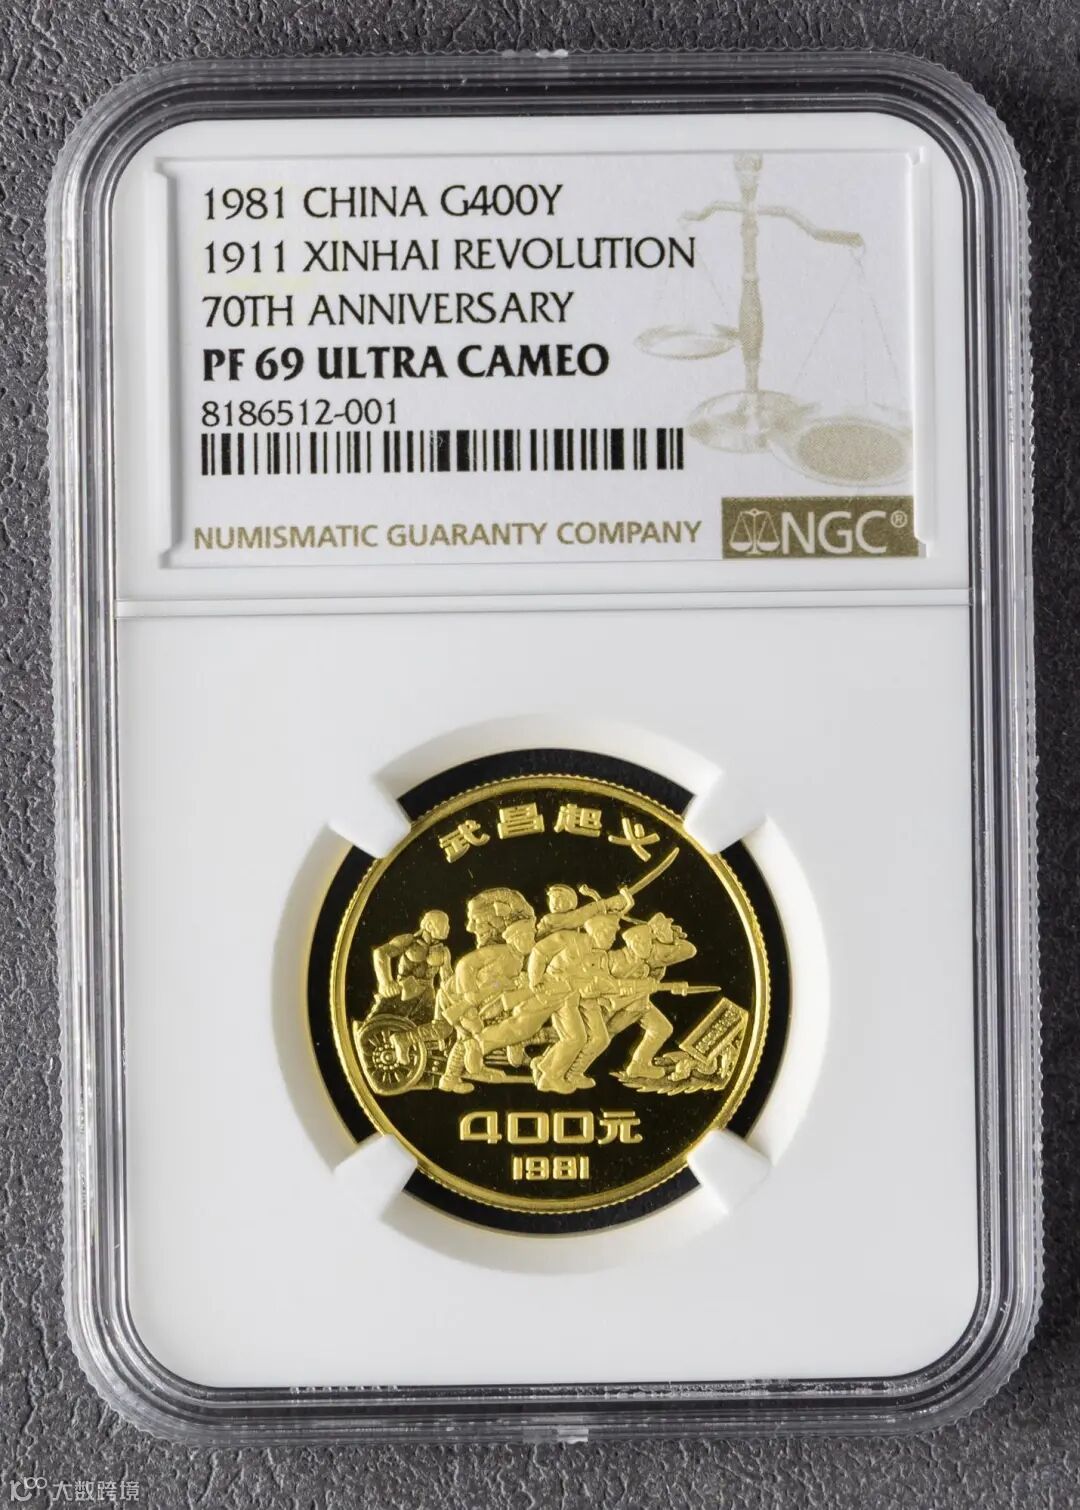 1981 CHINA G400Y
1911 XINHAI REVOLUTION
70TH ANNIVERSARY
PF 69 ULTRA CAMEO
8186512-001
NUMISMATIC GUARANTY COMPANY
NGC®
武昌起义
400元
1981
大数跨境